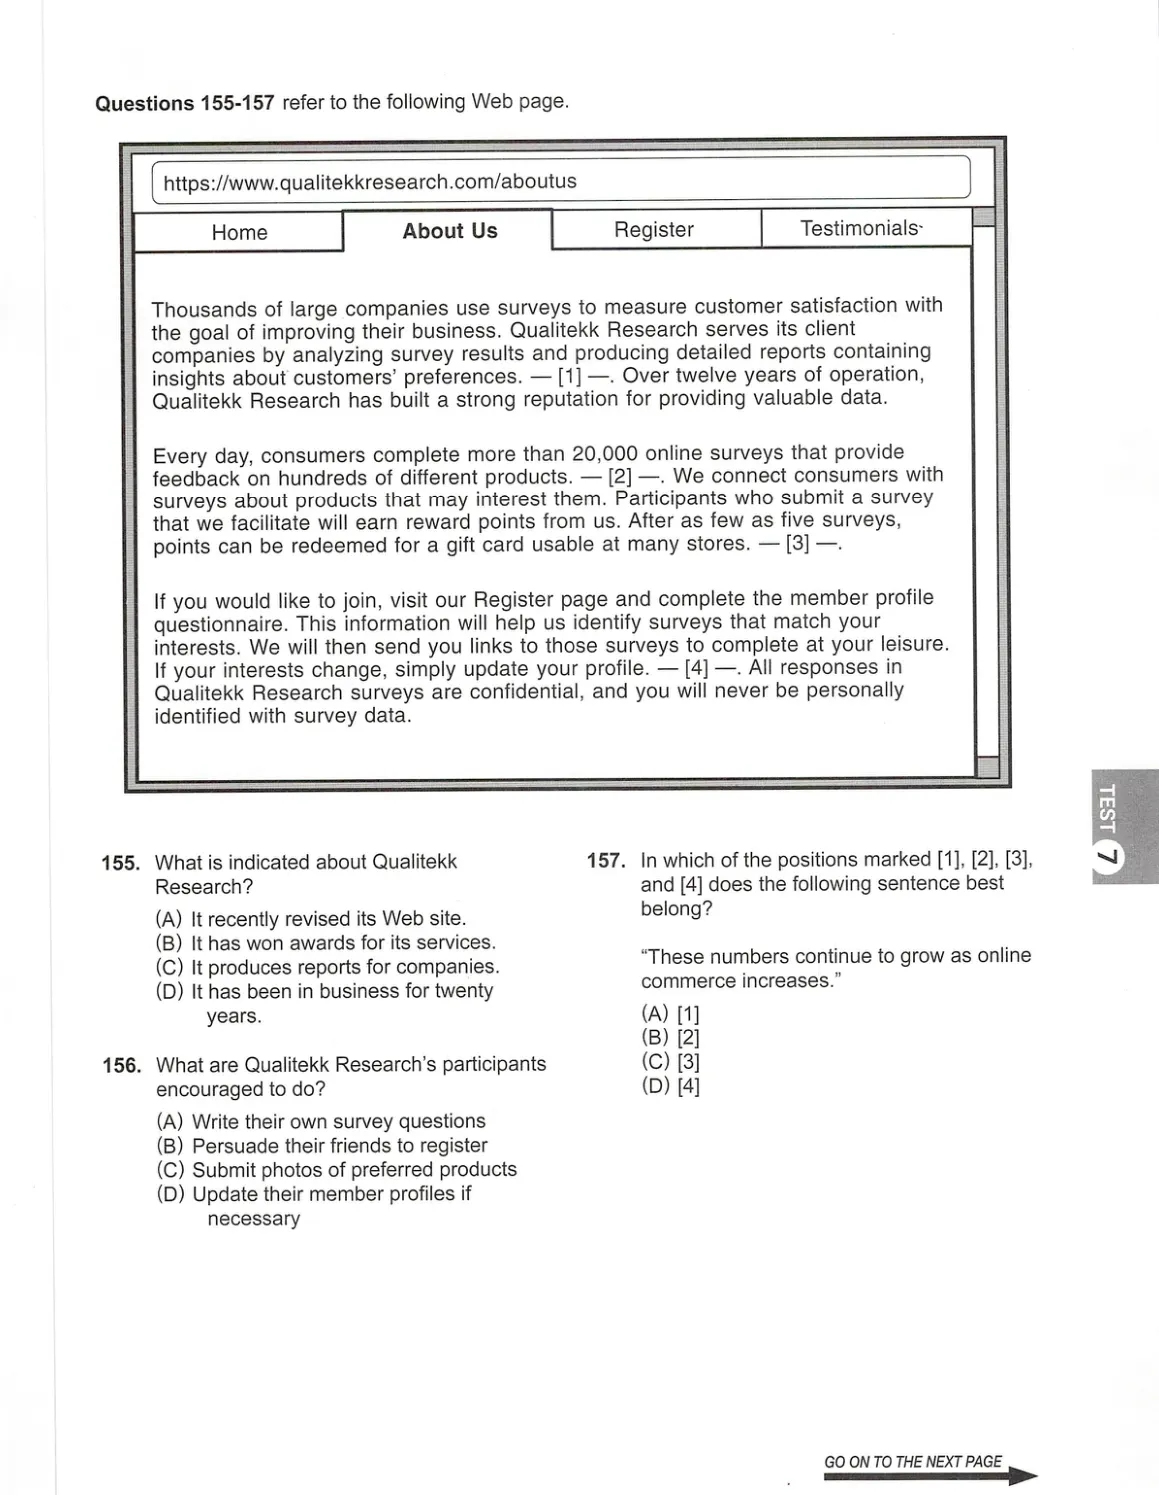 Questions 155-157 refer to the following Web page.
https://www.qualitekkresearch.com/aboutus
Home
About Us
Register
Testimonials
Thousands of large companies use surveys to measure customer satisfaction with
the goal of improving their business. Qualitekk Research serves its client
companies by analyzing survey results and producing detailed reports containing
insights about customers' preferences. — [1] —. Over twelve years of operation,
Qualitekk Research has built a strong reputation for providing valuable data.
Every day, consumers complete more than 20,000 online surveys that provide
feedback on hundreds of different products. — [2] —. We connect consumers with
surveys about products that may interest them. Participants who submit a survey
that we facilitate will earn reward points from us. After as few as five surveys,
points can be redeemed for a gift card usable at many stores. — [3] —.
If you would like to join, visit our Register page and complete the member profile
questionnaire. This information will help us identify surveys that match your
interests. We will then send you links to those surveys to complete at your leisure.
If your interests change, simply update your profile. — [4] —. All responses in
Qualitekk Research surveys are confidential, and you will never be personally
identified with survey data.
155. What is indicated about Qualitekk
Research?
(A) It recently revised its Web site.
(B) It has won awards for its services.
(C) It produces reports for companies.
(D) It has been in business for twenty
years.
156. What are Qualitekk Research's participants
encouraged to do?
(A) Write their own survey questions
(B) Persuade their friends to register
(C) Submit photos of preferred products
(D) Update their member profiles if
necessary
157. In which of the positions marked [1], [2], [3],
and [4] does the following sentence best
belong?
“These numbers continue to grow as online
commerce increases.”
(A) [1]
(B) [2]
(C) [3]
(D) [4]
TEST 7
GO ON TO THE NEXT PAGE